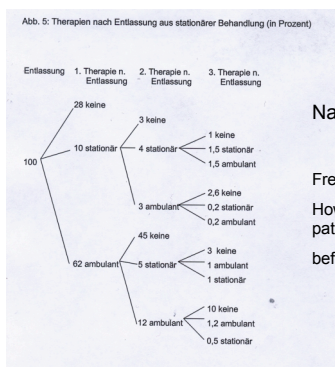 Abb. 5: Therapien nach Entlassung aus stationärer Behandlung (in Prozent)
Entlassung 1. Therapie n. 2. Therapie n. 3. Therapie n.
Entlassung Entlassung Entlassung
28 keine
3 keine
1 keine
10 stationär 4 stationär 1,5 stationär
1,5 ambulant
100
2,6 keine
3 ambulant 0,2 stationär
0,2 ambulant
45 keine
3 keine
62 ambulant 5 stationär 1 ambulant
1 stationär
10 keine
12 ambulant 1,2 ambulant
0,5 stationär
Na
Fre
How
pat
bef